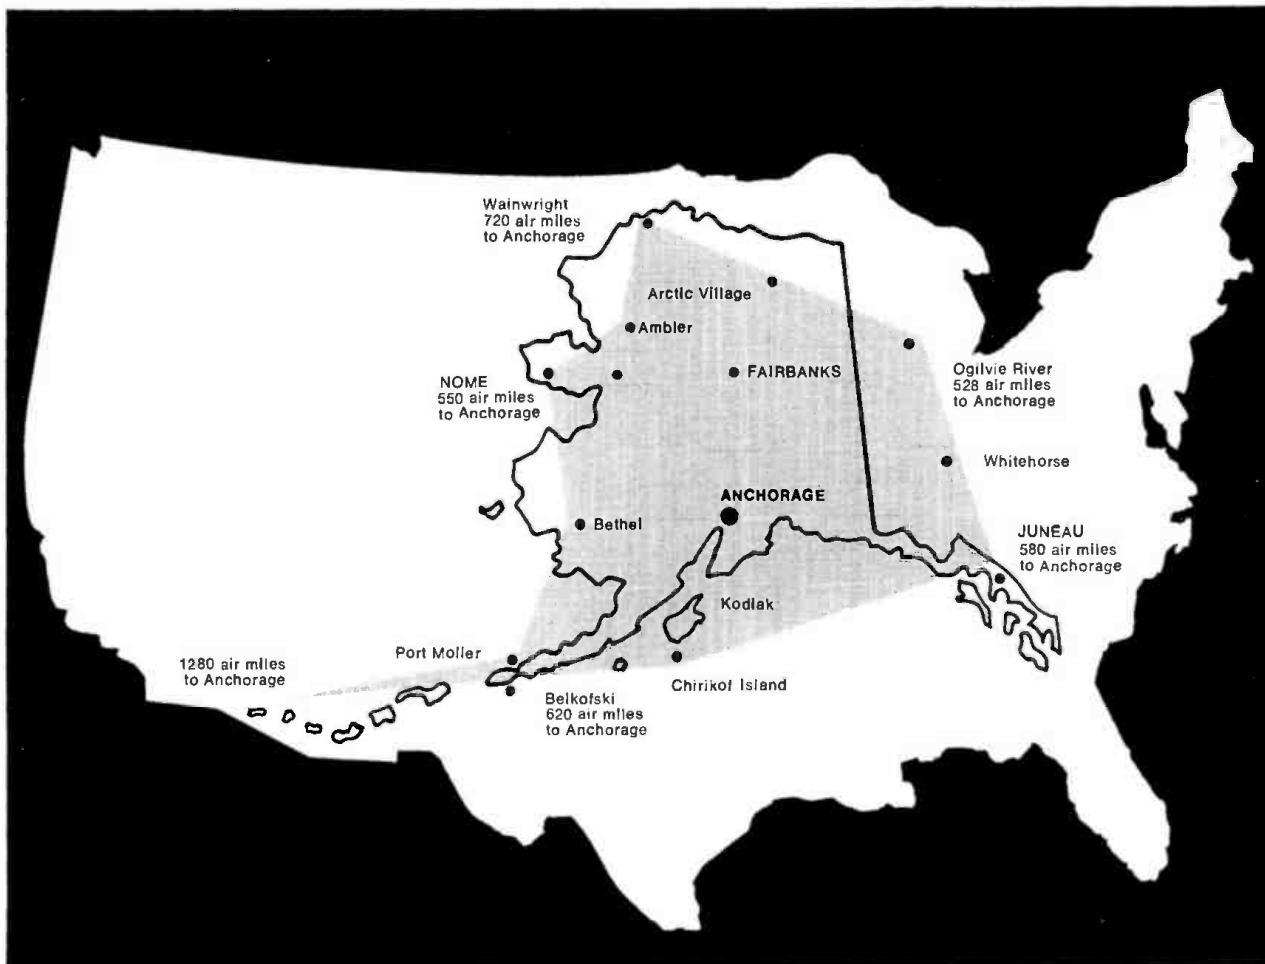 Wainwright
720 air miles
to Anchorage
Arctic Village
Ambler
NOME
550 air miles
to Anchorage
FAIRBANKS
Ogilvie River
528 air miles
to Anchorage
Whitehorse
ANCHORAGE
Bethel
JUNEAU
580 air miles
to Anchorage
Kodiak
Port Moller
1280 air miles
to Anchorage
Chirikof Island
Belkofski
620 air miles
to Anchorage